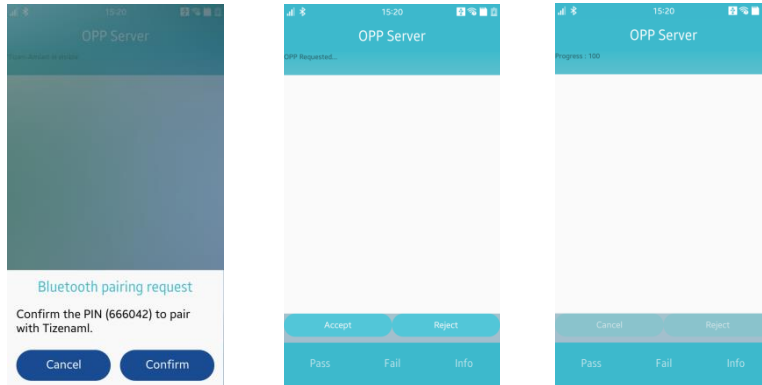 15:20
OPP Server
Bluetooth pairing request
Confirm the PIN (666042) to pair
with Tizenaml.
Cancel
Confirm
15:20
OPP Server
OPP Requested...
Accept
Reject
Pass
Fail
Info
15:20
OPP Server
Progress : 100
Cancel
Reject
Pass
Fail
Info